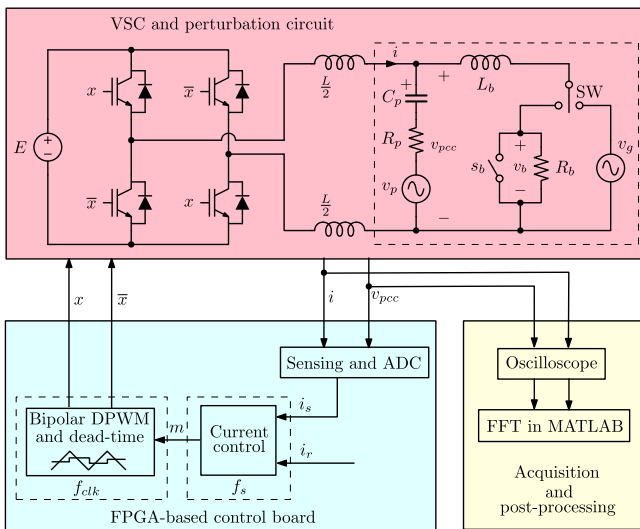 VSC and perturbation circuit
x
x̅
L/2
i
+
+
C_p
L_b
SW
E
R_p
v_pcc
v_g
+
x̅
x
v_p
s_b
v_b
R_b
−
L/2
−
x
x̅
i
v_pcc
Sensing and ADC
Oscilloscope
i_s
Bipolar DPWM
and dead-time
m
Current
control
i_r
FFT in MATLAB
f_clk
f_s
Acquisition
and
post-processing
FPGA-based control board